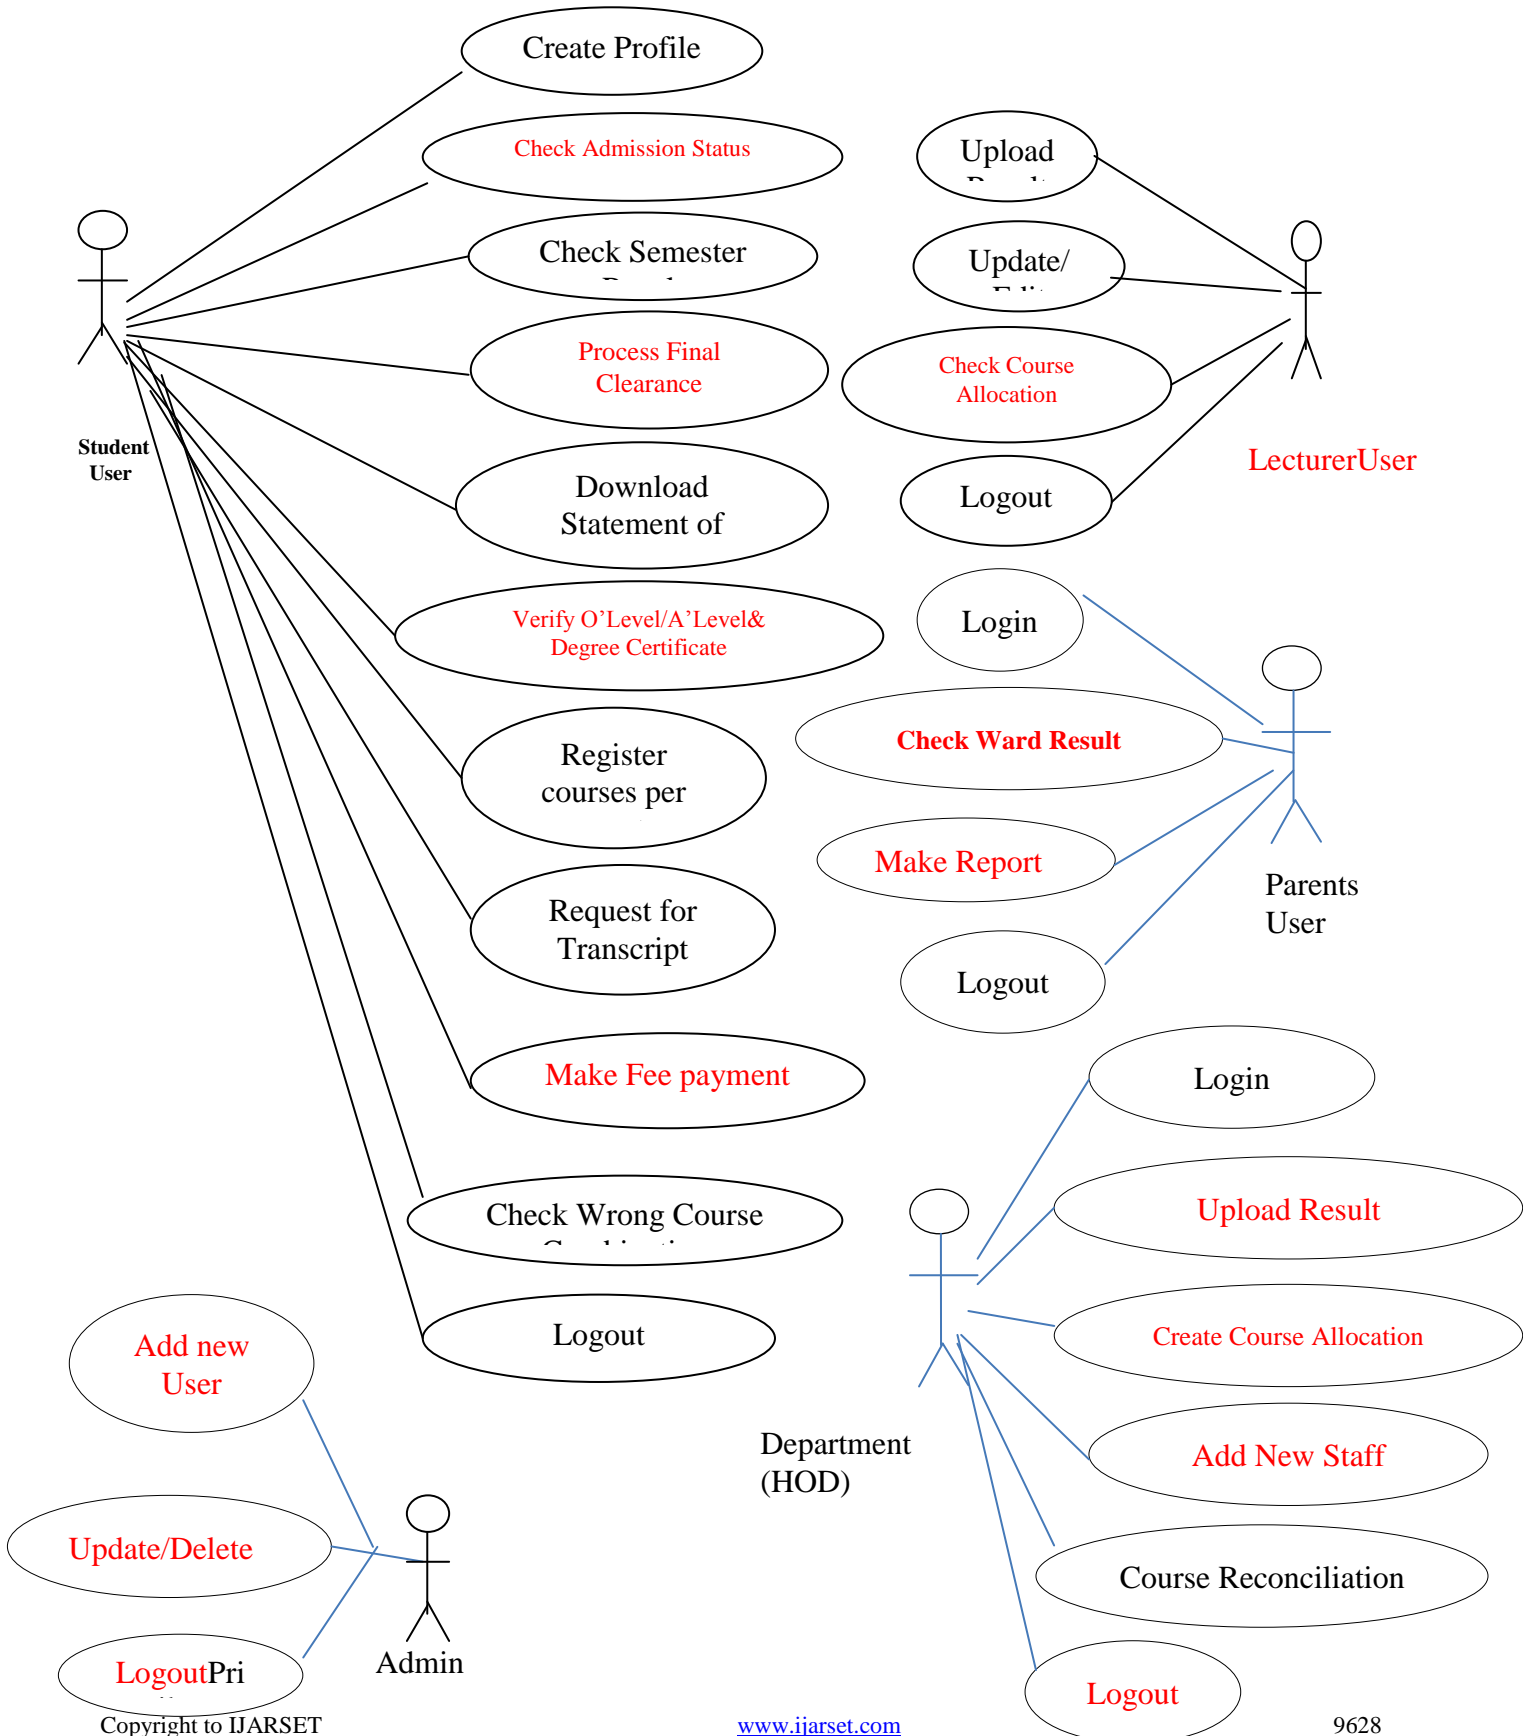 Create Profile
Check Admission Status
Check Semester
Process Final
Clearance
Download
Statement of
Verify O’Level/A’Level&
Degree Certificate
Register
courses per
Request for
Transcript
Make Fee payment
Check Wrong Course
Logout
Student
User
Upload
Update/
Check Course
Allocation
Logout
LecturerUser
Login
Check Ward Result
Make Report
Logout
Parents
User
Login
Upload Result
Create Course Allocation
Add New Staff
Course Reconciliation
Logout
Department
(HOD)
Add new
User
Update/Delete
LogoutPri
Admin
Copyright to IJARSET www.ijarset.com 9628